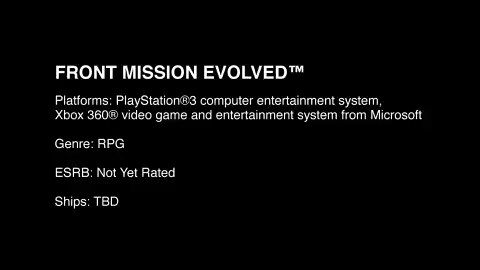 FRONT MISSION EVOLVED™
Platforms: PlayStation®3 computer entertainment system,
Xbox 360® video game and entertainment system from Microsoft
Genre: RPG
ESRB: Not Yet Rated
Ships: TBD